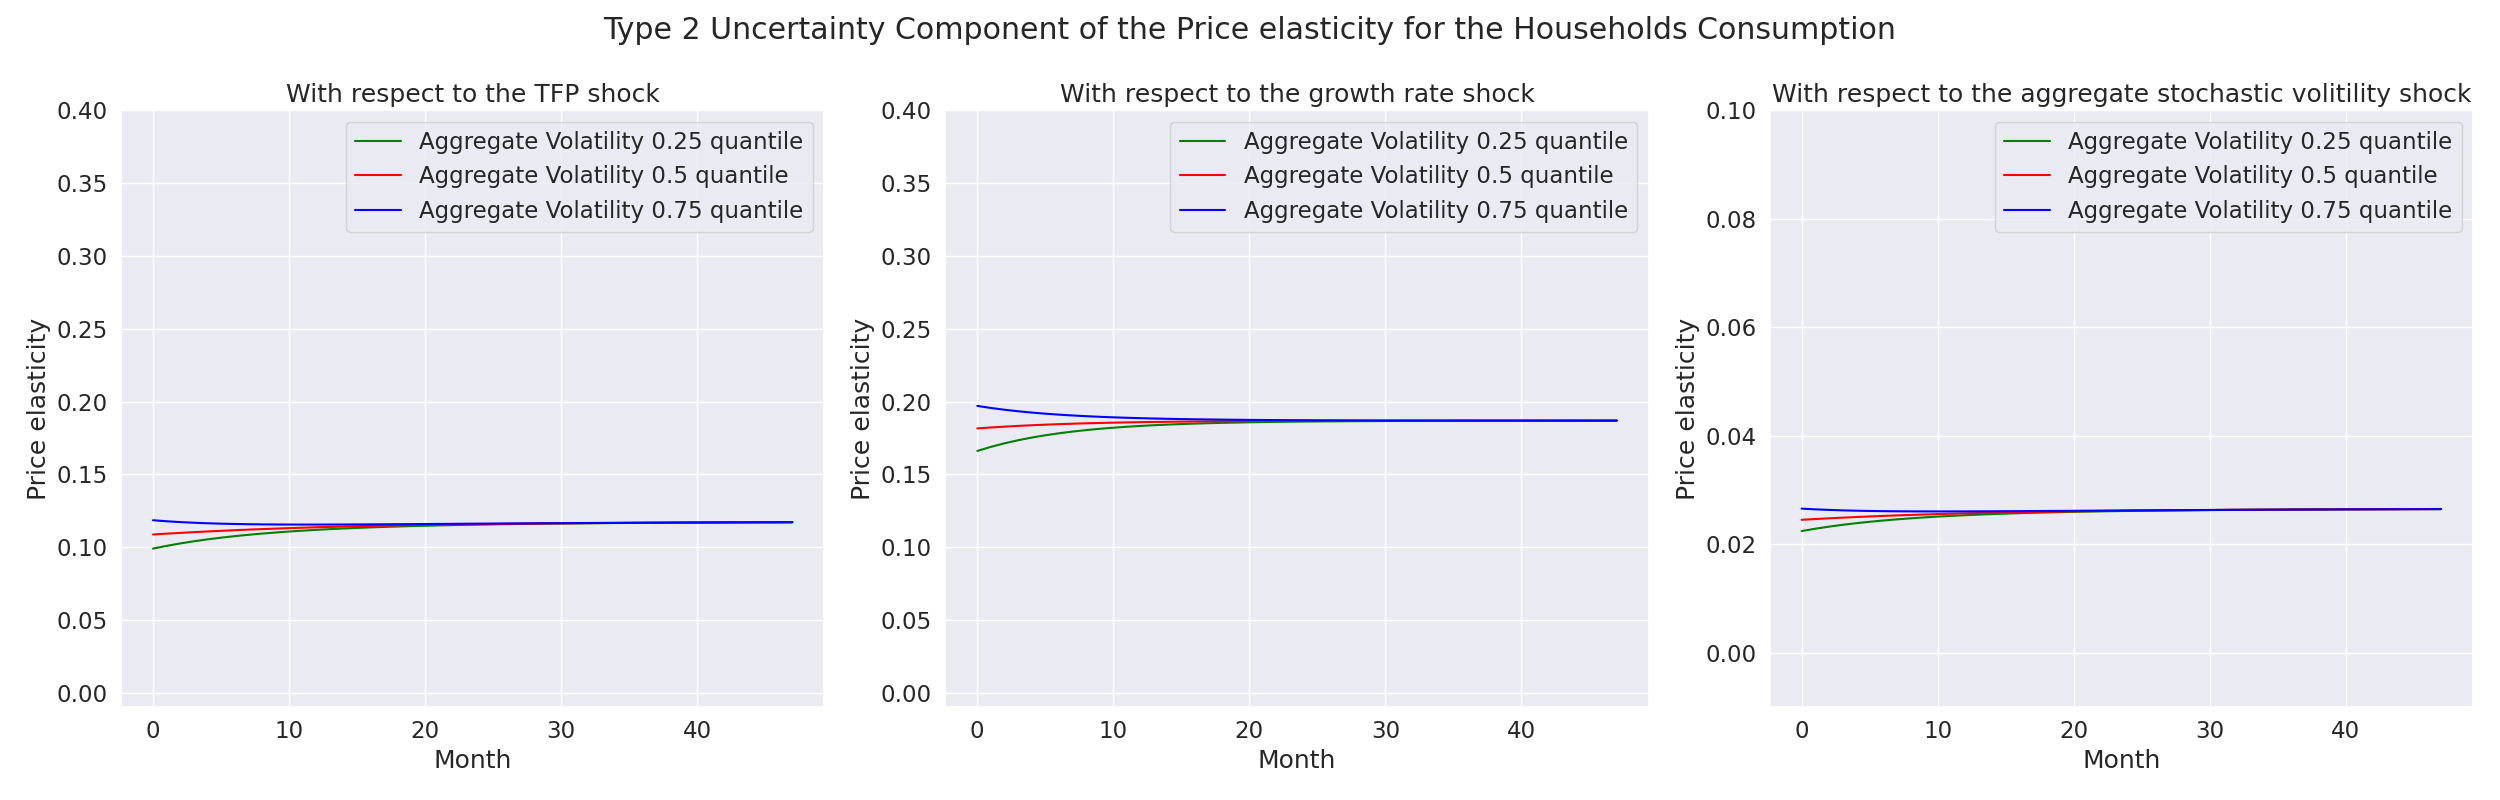 Type 2 Uncertainty Component of the Price elasticity for the Households Consumption
With respect to the TFP shock
0.40
0.35
0.30
0.25
0.20
0.15
0.10
0.05
0.00
Price elasticity
Aggregate Volatility 0.25 quantile
Aggregate Volatility 0.5 quantile
Aggregate Volatility 0.75 quantile
0 10 20 30 40
Month
With respect to the growth rate shock
0.40
0.35
0.30
0.25
0.20
0.15
0.10
0.05
0.00
Price elasticity
Aggregate Volatility 0.25 quantile
Aggregate Volatility 0.5 quantile
Aggregate Volatility 0.75 quantile
0 10 20 30 40
Month
With respect to the aggregate stochastic volitility shock
0.10
0.08
0.06
0.04
0.02
0.00
Price elasticity
Aggregate Volatility 0.25 quantile
Aggregate Volatility 0.5 quantile
Aggregate Volatility 0.75 quantile
0 10 20 30 40
Month